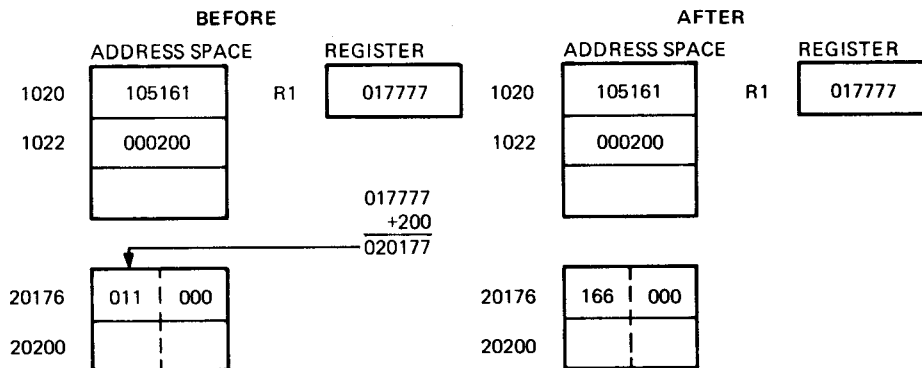 BEFORE AFTER
ADDRESS SPACE REGISTER ADDRESS SPACE REGISTER
1020 105161 R1 017777 1020 105161 R1 017777
1022 000200 1022 000200
017777
+200
020177
20176 011 000 20176 166 000
20200 20200